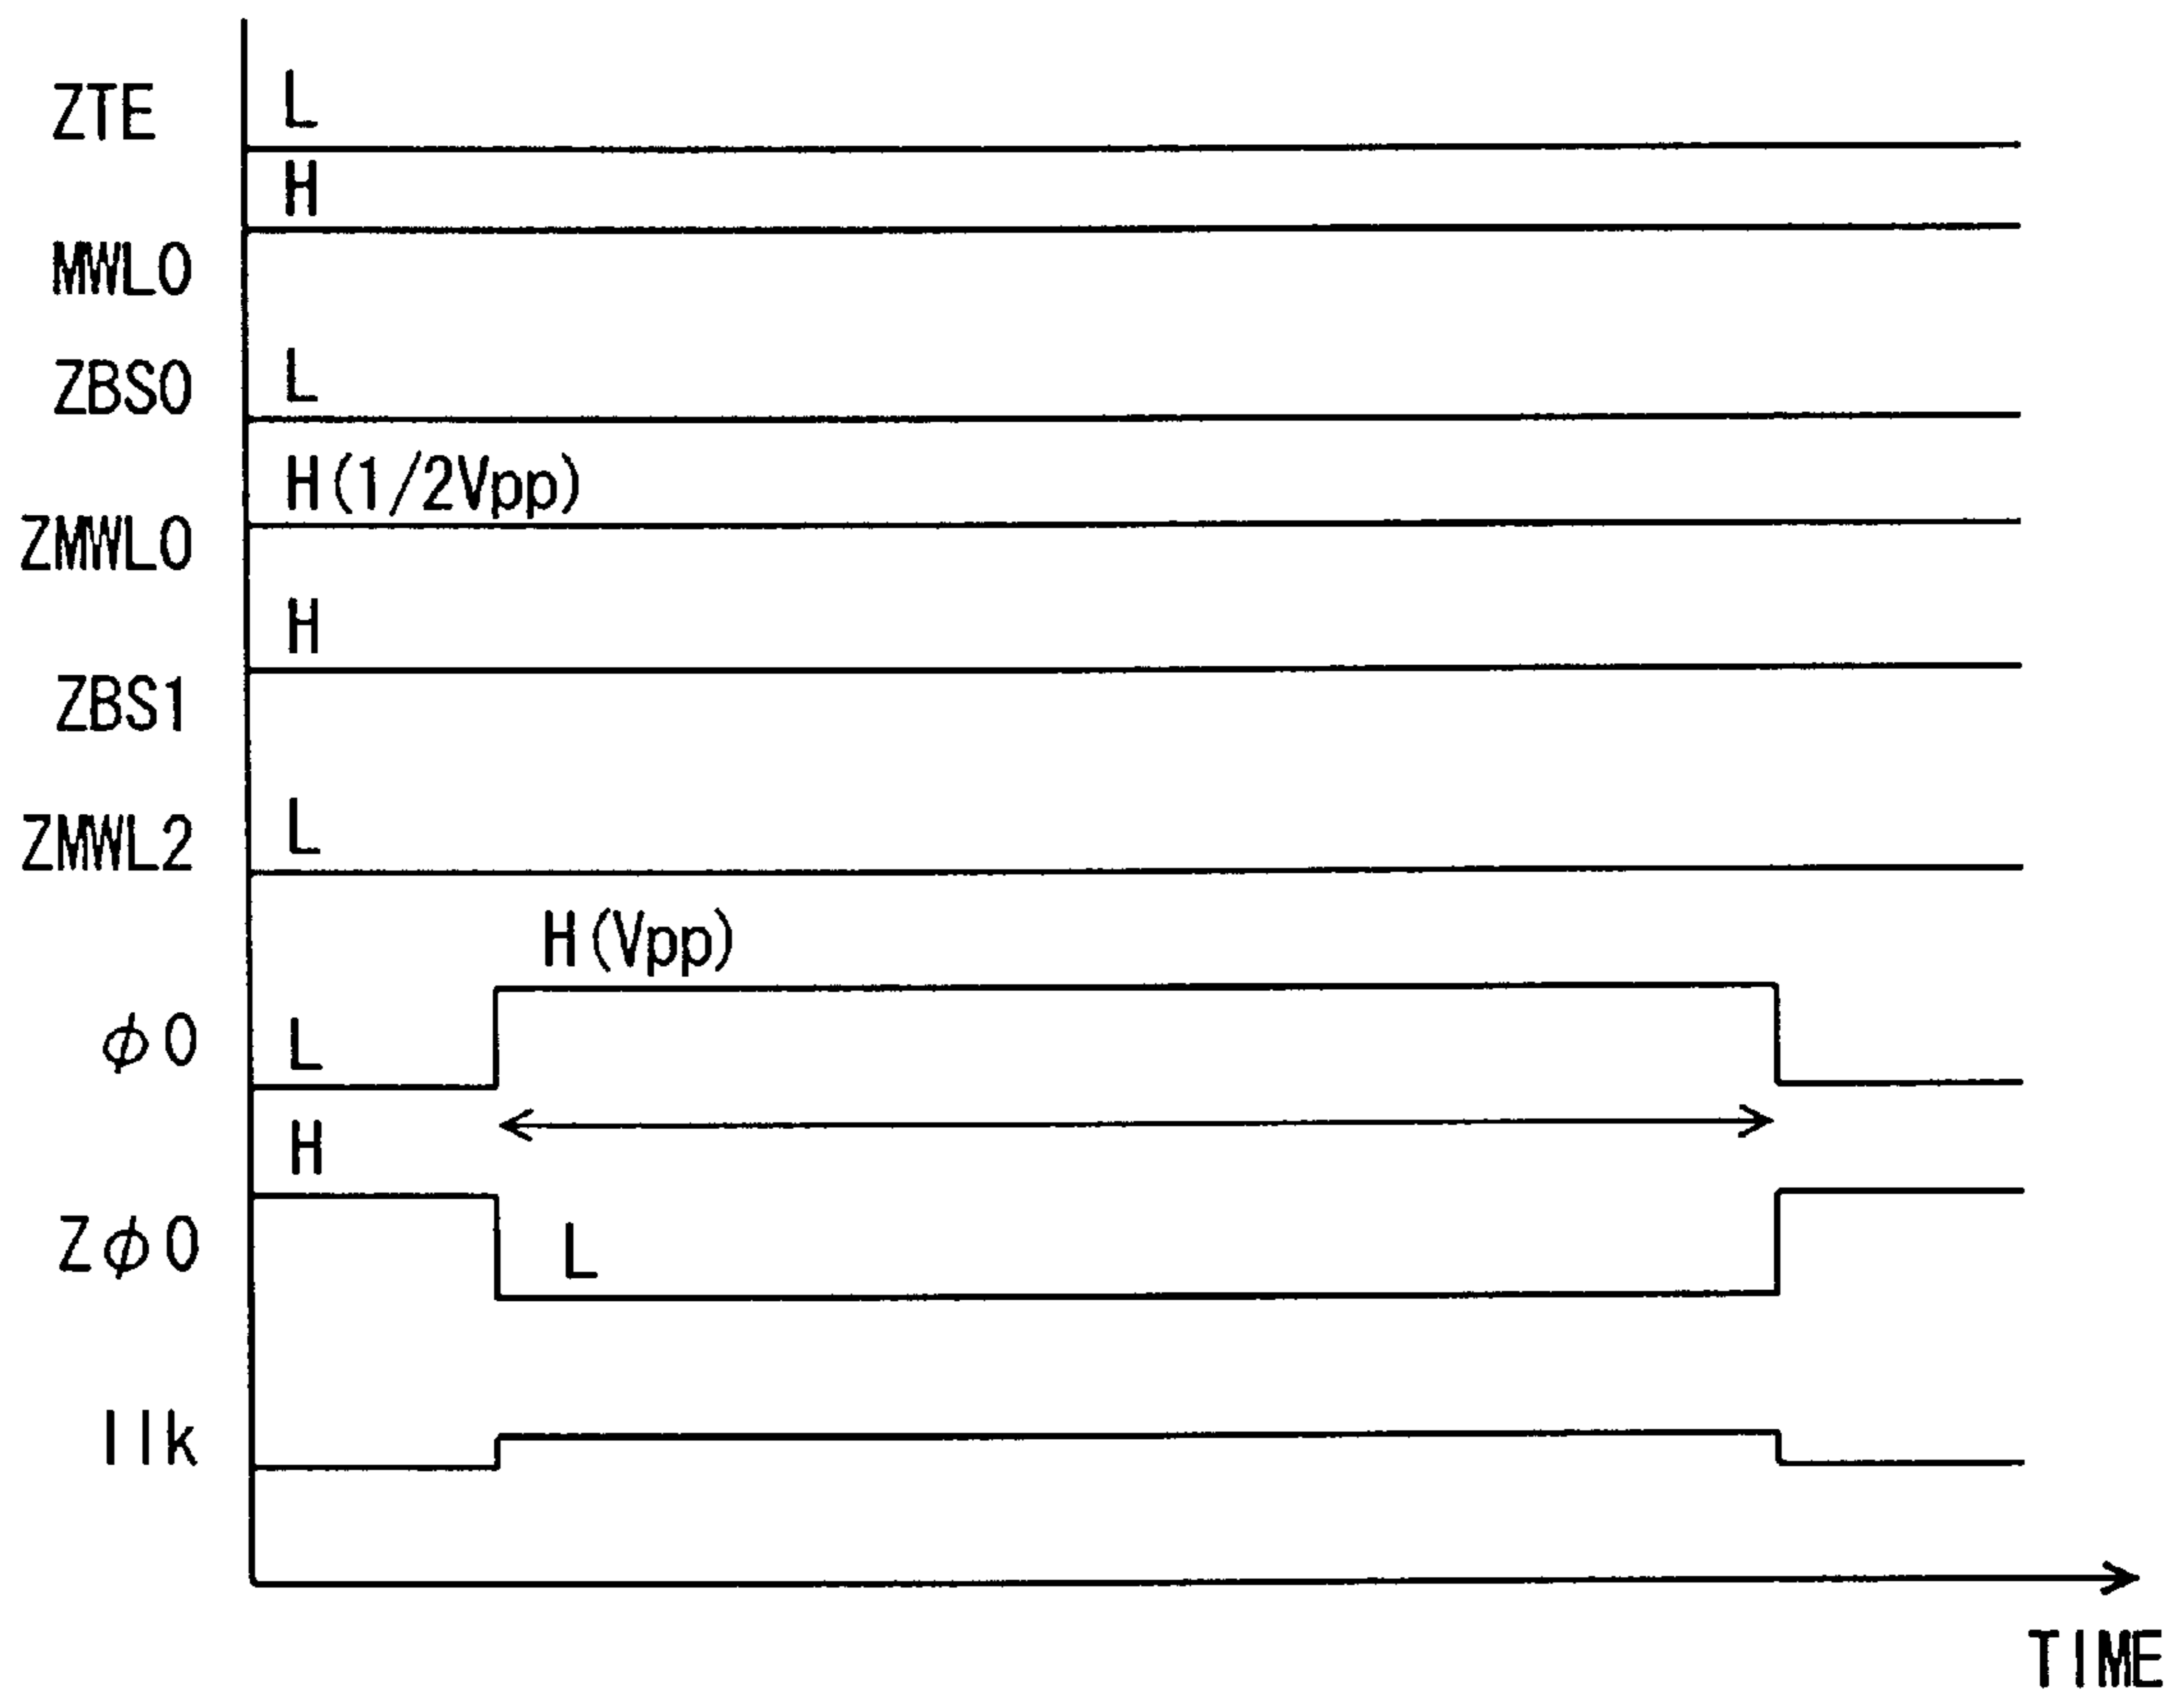 L
ZTE
H
MWL0
L
ZBS0
H(1/2Vpp)
ZMWL0
H
ZBS1
L
ZMWL2
H(Vpp)
φ0 L
H
Zφ0 L
Ilk
TIME